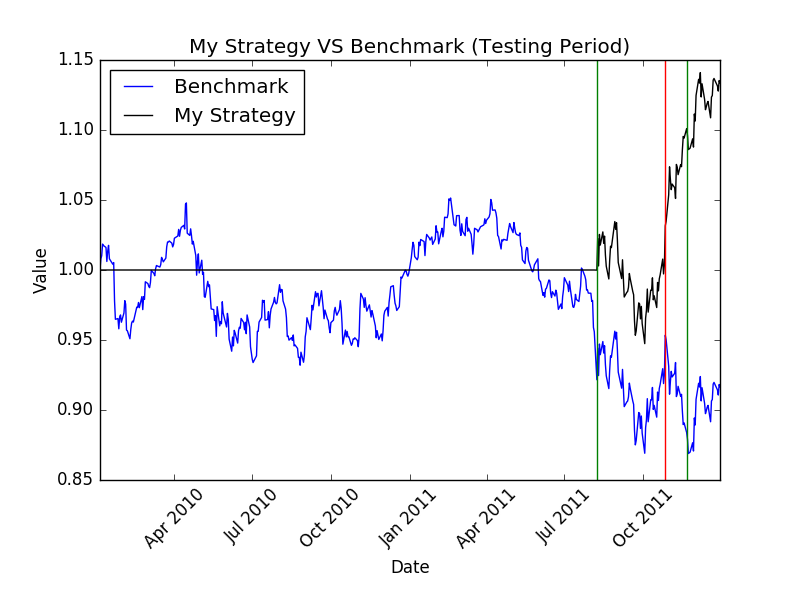 My Strategy VS Benchmark (Testing Period)
1.15
1.10
1.05
1.00
0.95
0.90
0.85
Value
Benchmark
My Strategy
Apr 2010
Jul 2010
Oct 2010
Jan 2011
Apr 2011
Jul 2011
Oct 2011
Date